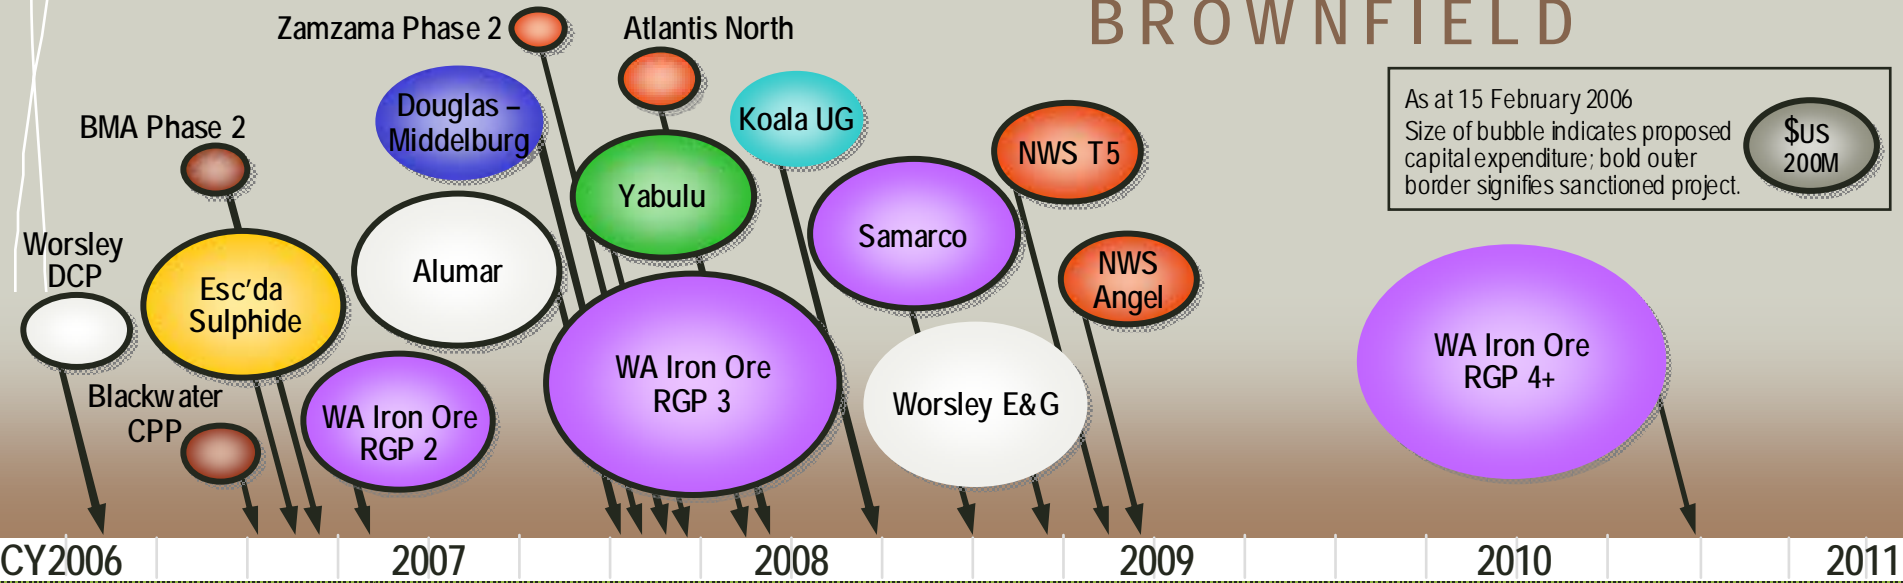 BROWNFIELD
Zamzama Phase 2
Atlantis North
Douglas –
Middelburg
Koala UG
BMA Phase 2
NWS T5
As at 15 February 2006
Size of bubble indicates proposed
capital expenditure; bold outer
border signifies sanctioned project.
$US
200M
Yabulu
Samarco
Worsley
DCP
Esc'da
Sulphide
Alumar
NWS
Angel
WA Iron Ore
RGP 3
WA Iron Ore
RGP 4+
Blackwater
CPP
WA Iron Ore
RGP 2
Worsley E&G
CY2006
2007
2008
2009
2010
2011